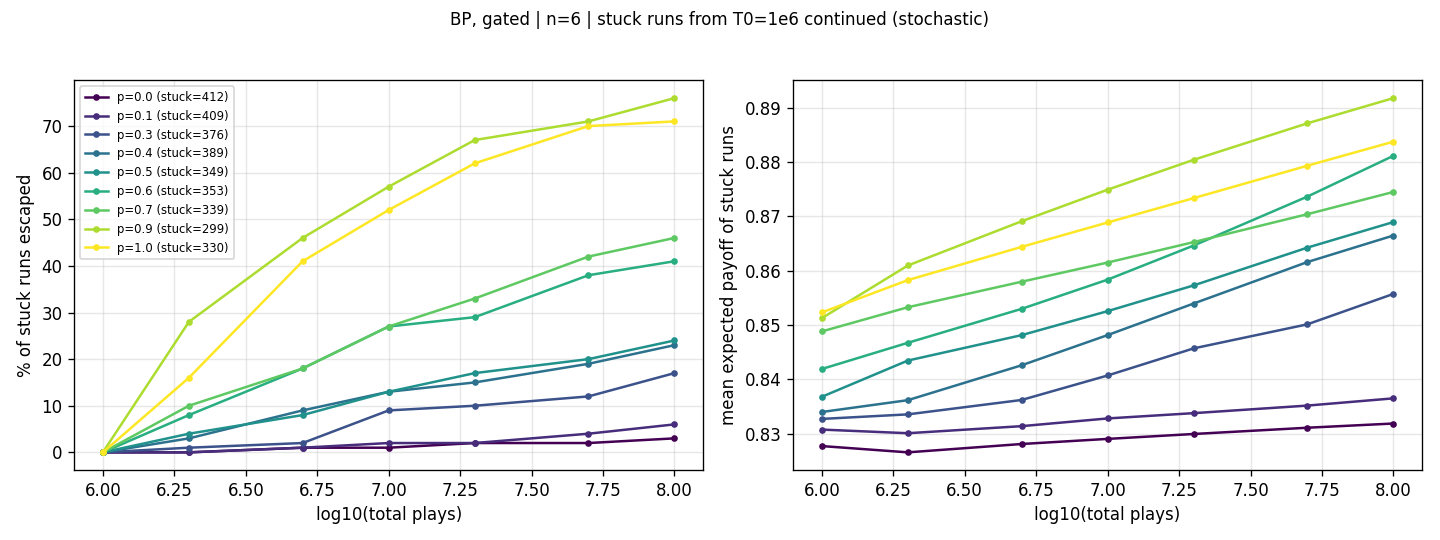 BP, gated | n=6 | stuck runs from T0=1e6 continued (stochastic)
% of stuck runs escaped
70
60
50
40
30
20
10
0
p=0.0 (stuck=412)
p=0.1 (stuck=409)
p=0.3 (stuck=376)
p=0.4 (stuck=389)
p=0.5 (stuck=349)
p=0.6 (stuck=353)
p=0.7 (stuck=339)
p=0.9 (stuck=299)
p=1.0 (stuck=330)
6.00 6.25 6.50 6.75 7.00 7.25 7.50 7.75 8.00
log10(total plays)
mean expected payoff of stuck runs
0.89
0.88
0.87
0.86
0.85
0.84
0.83
6.00 6.25 6.50 6.75 7.00 7.25 7.50 7.75 8.00
log10(total plays)